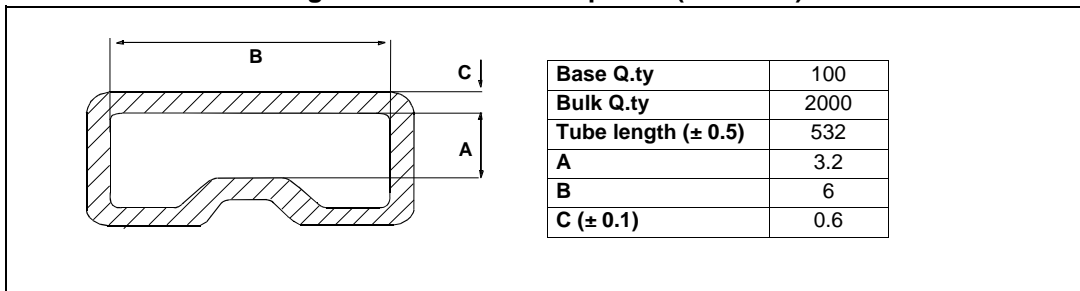 B
C
A
Base Q.ty 100
Bulk Q.ty 2000
Tube length (± 0.5) 532
A 3.2
B 6
C (± 0.1) 0.6